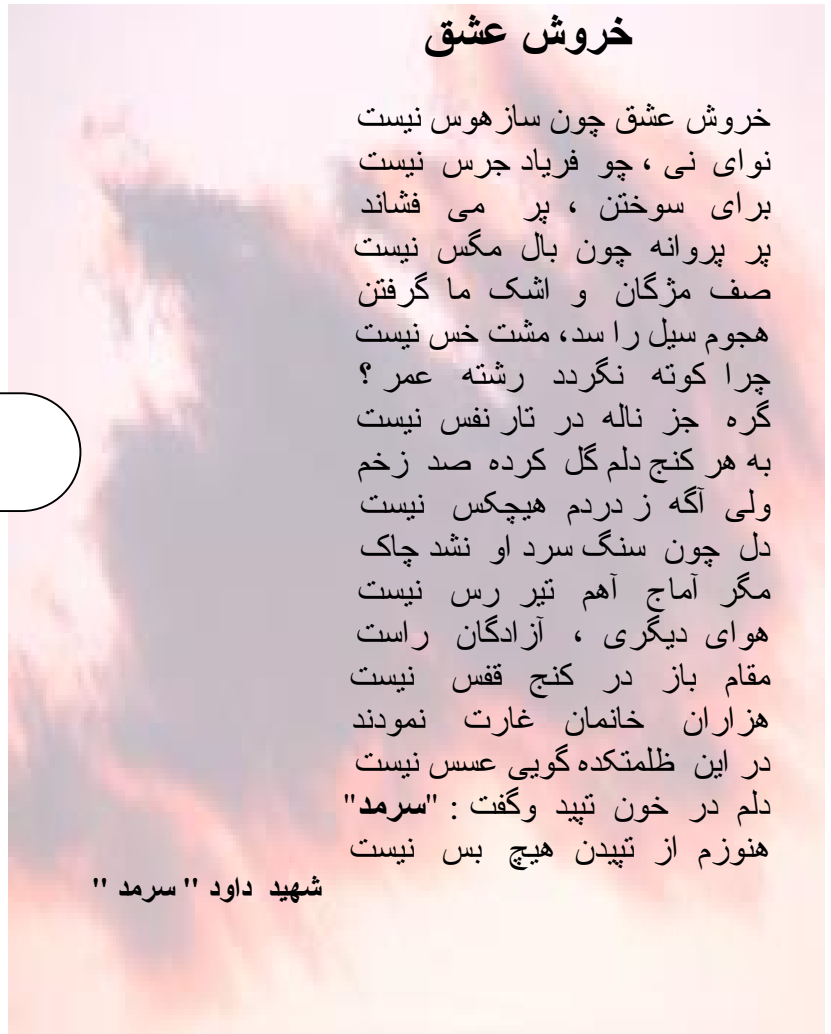 خروش عشق
خروش عشق چون ساز هوس نیست
نوای نی ، چو فریاد جرس نیست
برای سوختن ، پر می فشاند
پر پروانه چون بال مگس نیست
صف مژگان و اشک ما گرفتن
هجوم سیل را سد، مشت خس نیست
چرا کوته نگردد رشته عمر ؟
گره جز ناله در تار نفس نیست
به هر کنج دلم گل کرده صد زخم
ولی آگه ز دردم هیچکس نیست
دل چون سنگ سرد او نشد چاک
مگر آماج آهم تیر رس نیست
هوای دیگری ، آزادگان راست
مقام باز در کنج قفس نیست
هزاران خانمان غارت نمودند
در این ظلمتکده گویی عسس نیست
دلم در خون تپید وگفت : "سرمد"
هنوزم از تپیدن هیچ بس نیست
شهید داود " سرمد "